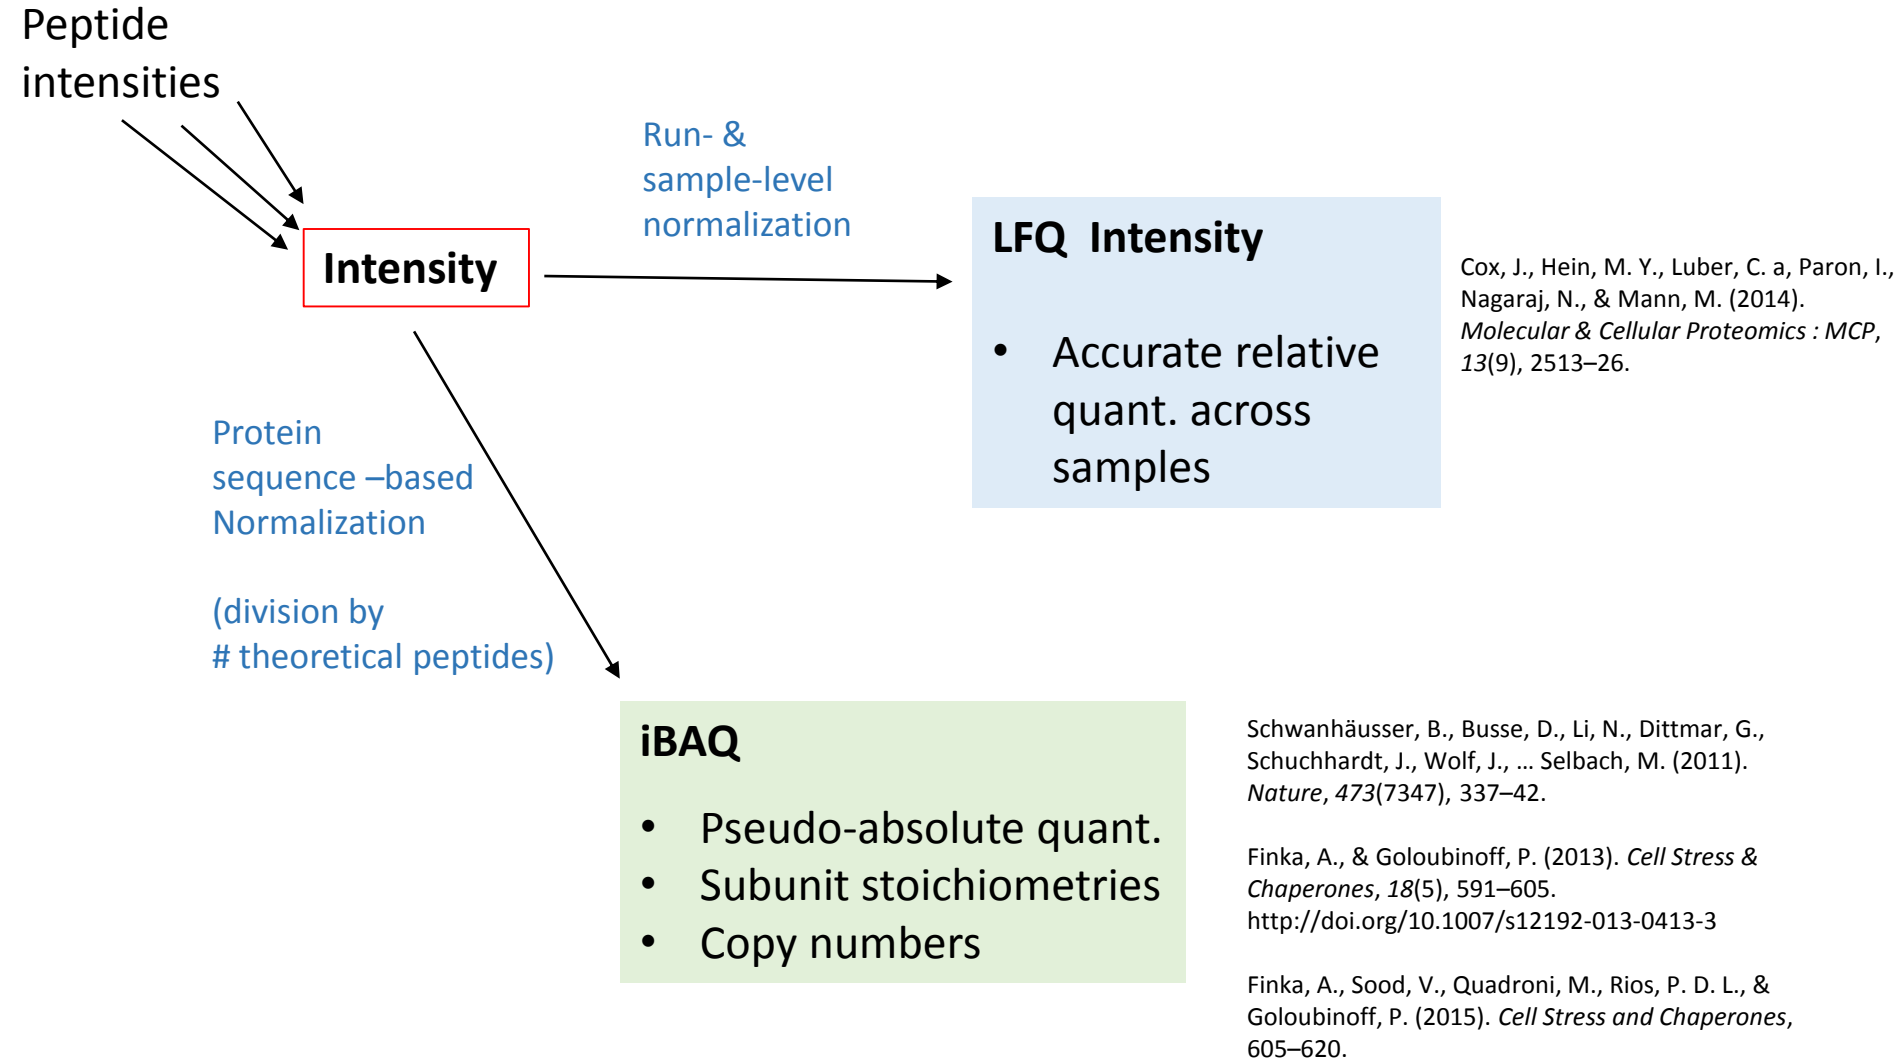 Peptide
intensities
Run- &
sample-level
normalization
Intensity
LFQ  Intensity
• Accurate relative
quant. across
samples
Cox, J., Hein, M. Y., Luber, C. a, Paron, I.,
Nagaraj, N., & Mann, M. (2014).
Molecular & Cellular Proteomics : MCP,
13(9), 2513–26.
Protein
sequence –based
Normalization
(division by
# theoretical peptides)
iBAQ
• Pseudo-absolute quant.
• Subunit stoichiometries
• Copy numbers
Schwanhäusser, B., Busse, D., Li, N., Dittmar, G.,
Schuchhardt, J., Wolf, J., … Selbach, M. (2011).
Nature, 473(7347), 337–42.
Finka, A., & Goloubinoff, P. (2013). Cell Stress &
Chaperones, 18(5), 591–605.
http://doi.org/10.1007/s12192-013-0413-3
Finka, A., Sood, V., Quadroni, M., Rios, P. D. L., &
Goloubinoff, P. (2015). Cell Stress and Chaperones,
605–620.